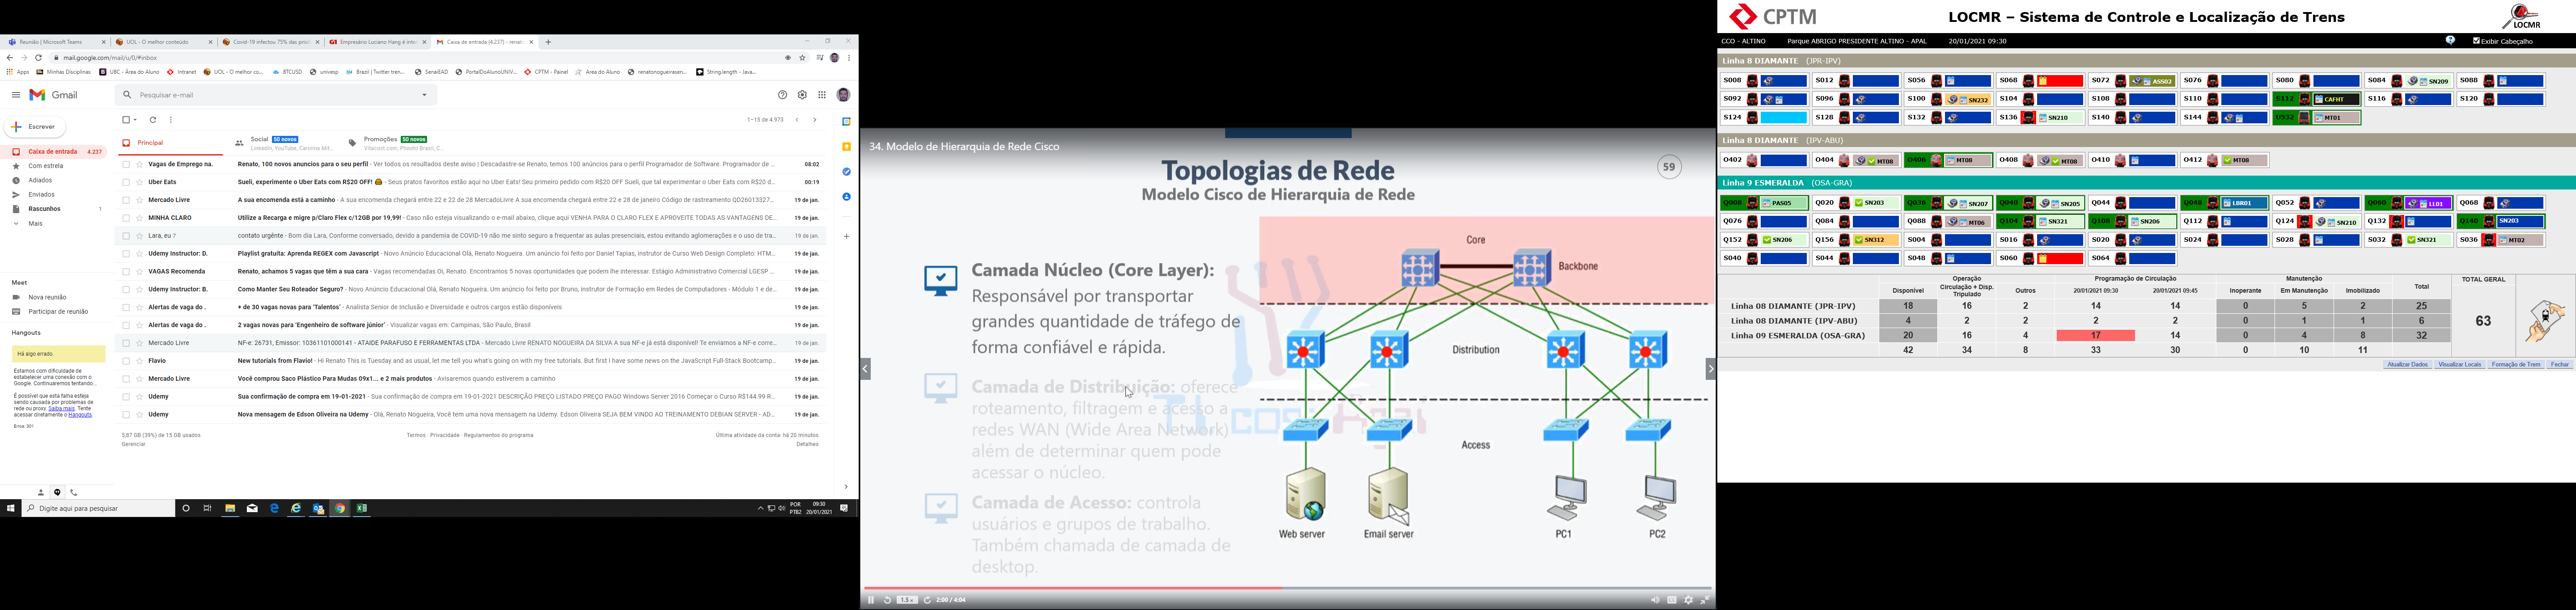 Reunião | Microsoft Teams
UOL - O melhor conteúdo
Covid-19 infectou 75% das pris
Empresário Luciano Hang é inte
Caixa de entrada (4.237) - renat
mail.google.com/mail/u/0/#inbox
Apps Minhas Disciplinas UBC - Área do Aluno Intranet UOL - O melhor co... BTCUSD univesp Brazil | Twitter tren... SenaiEAD PortalDoAlunoUNIV... CPTM - Painel Área do Aluno renatonogueirasen... String.length - Java...
Gmail
Pesquisar e-mail
Escrever
Caixa de entrada 4.237
Com estrela
Adiados
Enviados
Rascunhos 1
Mais
Meet
Nova reunião
Participar de reunião
Hangouts
Há algo errado.
Estamos com dificuldade de
estabelecer uma conexão com o
Google. Continuaremos tentando...
É possível que esta falha esteja
sendo causada por problemas de
rede ou proxy. Saiba mais. Tente
acessar diretamente o Hangouts.
Erros: 301
1–15 de 4.973
Principal
Social 50 novos
LinkedIn, YouTube, Carolina Mit...
Promoções 50 novos
Vitacost.com, Phooto Brazil, C...
Vagas de Emprego na. Renato, 100 novos anuncios para o seu perfil - Ver todos os resultados deste aviso | Descadastre-se Renato, temos 100 anuncios para o perfil Programador de Software. Programador de ... 08:02
Uber Eats Sueli, experimente o Uber Eats com R$20 OFF! - Seus pratos favoritos estão aqui no Uber Eats! Seu primeiro pedido com R$20 OFF Sueli, que tal experimentar o Uber Eats com R$20 d... 00:19
Mercado Livre A sua encomenda está a caminho - A sua encomenda chegará entre 22 e 22 de 28 MercadoLivre A sua encomenda chegará entre 22 e 28 de janeiro Código de rastreamento QD26013327... 19 de jan.
MINHA CLARO Utilize a Recarga e migre p/Claro Flex c/12GB por 19,99! - Caso não esteja visualizando o e-mail abaixo, clique aqui VENHA PARA O CLARO FLEX E APROVEITE TODAS AS VANTAGENS DE... 19 de jan.
Lara, eu 7 contato urgênte - Bom dia Lara, Conforme conversado, devido a pandemia de COVID-19 não me sinto seguro a frequentar as aulas presenciais, estou evitando aglomerações e o uso de tra... 19 de jan.
Udemy Instructor: D. Playlist gratuita: Aprenda REGEX com Javascript - Novo Anúncio Educacional Olá, Renato Nogueira. Um anúncio foi feito por Daniel Tapias, instrutor de Curso Web Design Completo: HTM... 19 de jan.
VAGAS Recomenda Renato, achamos 5 vagas que têm a sua cara - Vagas recomendadas Oi, Renato. Encontramos 5 novas oportunidades que podem lhe interessar. Estágio Administrativo Comercial LGESP ... 19 de jan.
Udemy Instructor: B. Como Manter Seu Roteador Seguro? - Novo Anúncio Educacional Olá, Renato Nogueira. Um anúncio foi feito por Bruno, instrutor de Formação em Redes de Computadores - Módulo 1 e de... 19 de jan.
Alertas de vaga do . + de 30 vagas novas para 'Talentos' - Analista Senior de Inclusão e Diversidade e outros cargos estão disponíveis 19 de jan.
Alertas de vaga do . 2 vagas novas para 'Engenheiro de software júnior' - Visualizar vagas em: Campinas, São Paulo, Brasil 19 de jan.
Mercado Livre NF-e: 26731, Emissor: 10361101000141 - ATAIDE PARAFUSO E FERRAMENTAS LTDA - Mercado Livre RENATO NOGUEIRA DA SILVA A sua NF-e já está disponível! Te enviamos a NF-e corre... 19 de jan.
Flavio New tutorials from Flavio! - Hi Renato This is Tuesday and as usual, let me tell you what's going on with my free tutorials. But first I have some news on the JavaScript Full-Stack Bootcamp... 19 de jan.
Mercado Livre Você comprou Saco Plástico Para Mudas 09x1... e 2 mais produtos - Avisaremos quando estiverem a caminho 19 de jan.
Udemy Sua confirmação de compra em 19-01-2021 - Sua confirmação de compra em 19-01-2021 DESCRIÇÃO PREÇO LISTADO PREÇO PAGO Windows Server 2016 Começar o Curso R$144.99 R... 19 de jan.
Udemy Nova mensagem de Edson Oliveira na Udemy - Olá, Renato Nogueira, Você tem uma nova mensagem na Udemy. Edson Oliveira SEJA BEM VINDO AO TREINAMENTO DEBIAN SERVER - AD... 19 de jan.
5,87 GB (39%) de 15 GB usados
Gerenciar
Termos · Privacidade · Regulamentos do programa
Última atividade da conta: há 20 minutos
Detalhes
Digite aqui para pesquisar
POR
PTB2
09:30
20/01/2021
34. Modelo de Hierarquia de Rede Cisco
Topologias de Rede
59
Modelo Cisco de Hierarquia de Rede
Camada Núcleo (Core Layer):
Responsável por transportar
grandes quantidade de tráfego de
forma confiável e rápida.
Camada de Distribuição: oferece
roteamento, filtragem e acesso a
redes WAN (Wide Area Network)
além de determinar quem pode
acessar o núcleo.
Camada de Acesso: controla
usuários e grupos de trabalho.
Também chamada de camada de
desktop.
Core
Backbone
Distribution
Access
Web server
Email server
PC1
PC2
2:00 / 4:04
CPTM
LOCMR – Sistema de Controle e Localização de Trens
LOCMR
CCO - ALTINO Parque ABRIGO PRESIDENTE ALTINO - APAL 20/01/2021 09:30
Exibir Cabeçalho
Linha 8 DIAMANTE (JPR-IPV)
S008 S012 S056 S068 S072 ASS02 S076 S080 S084 SN209 S088
S092 S096 S100 SN232 S104 S108 S110 S112 CAFHT S116 S120
S124 S128 S132 S136 SN210 S140 S144 U532 MT01
Linha 8 DIAMANTE (IPV-ABU)
O402 O404 MT08 O406 MT08 O408 MT08 O410 O412 MT08
Linha 9 ESMERALDA (OSA-GRA)
Q008 PAS05 Q020 SN203 Q036 SN207 Q040 SN205 Q044 Q048 LBR01 Q052 Q060 LL01 Q068
Q076 Q084 Q088 MT06 Q104 SN321 Q108 SN206 Q112 Q124 SN210 Q132 Q140 SN203
Q152 SN206 Q156 SN312 S004 S016 S020 S024 S028 S032 SN321 S036 MT02
S040 S044 S048 S060 S064
Operação Programação de Circulação Manutenção TOTAL GERAL
Disponível Circulação + Disp. Tripulado Outros 20/01/2021 09:30 20/01/2021 09:45 Inoperante Em Manutenção Imobilizado Total
Linha 08 DIAMANTE (JPR-IPV) 18 16 2 14 14 0 5 2 25
Linha 08 DIAMANTE (IPV-ABU) 4 2 2 2 2 0 1 1 6
Linha 09 ESMERALDA (OSA-GRA) 20 16 4 17 14 0 4 8 32
42 34 8 33 30 0 10 11
63
Atualizar Dados Visualizar Locais Formação de Trem Fechar